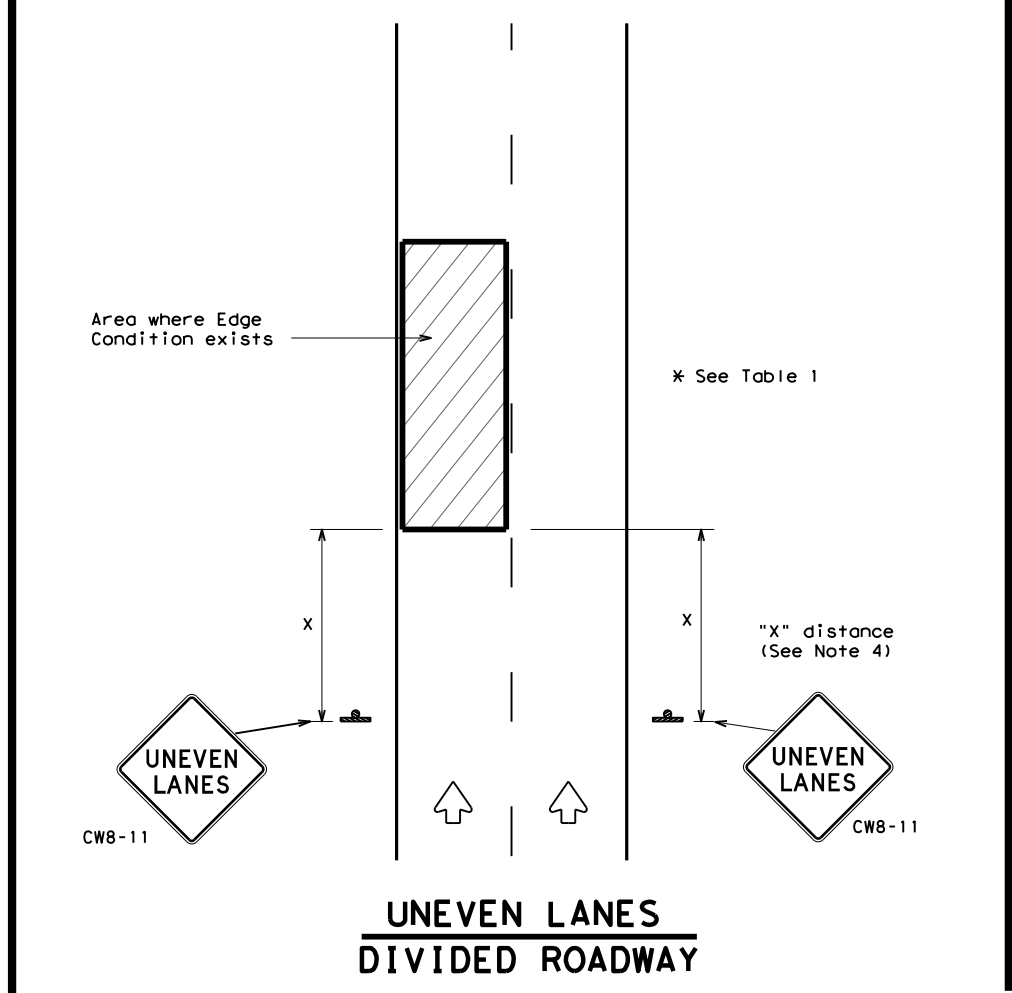 Area where Edge
Condition exists
* See Table 1
X
X
"X" distance
(See Note 4)
UNEVEN
LANES
CW8-11
UNEVEN
LANES
CW8-11
UNEVEN LANES
DIVIDED ROADWAY